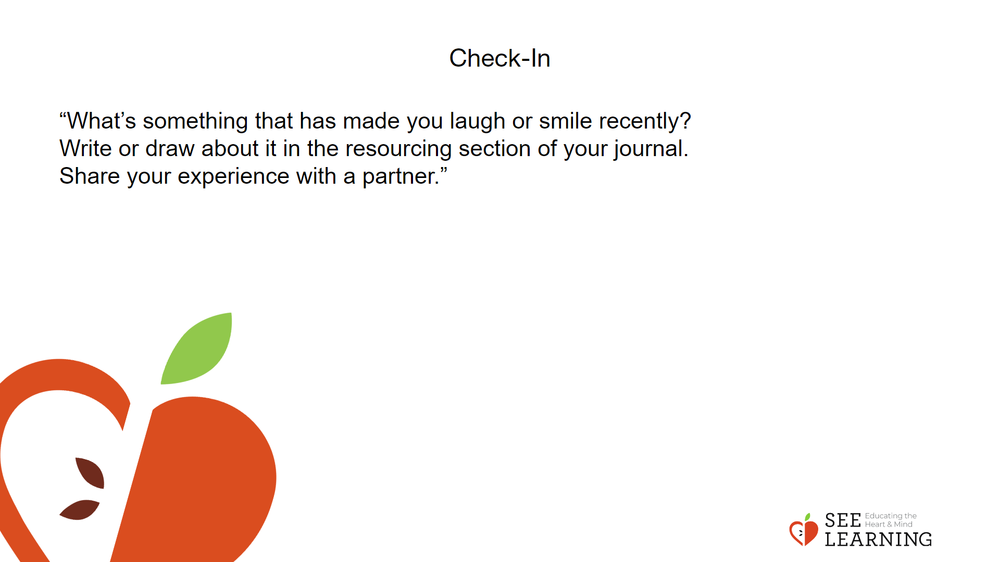 Check-In
“What’s something that has made you laugh or smile recently?
Write or draw about it in the resourcing section of your journal.
Share your experience with a partner.”
SEE Educating the
Heart & Mind
LEARNING